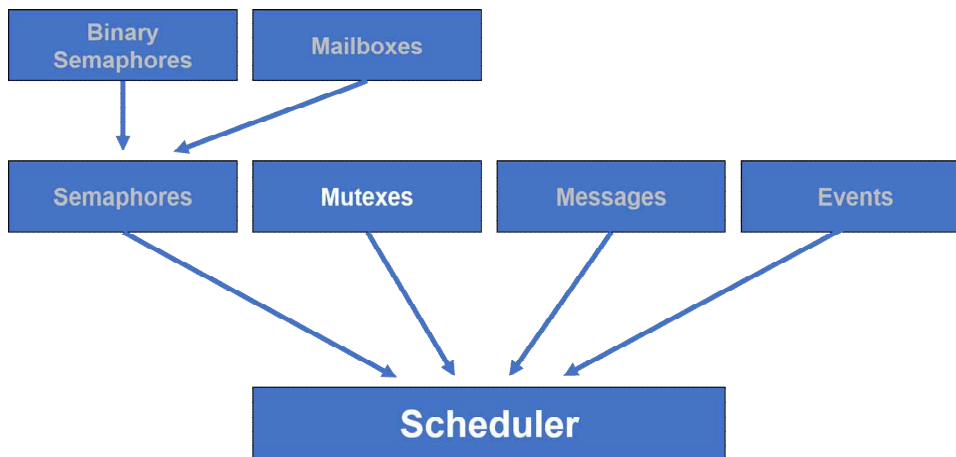 Binary
Semaphores
Mailboxes
Semaphores
Mutexes
Messages
Events
Scheduler